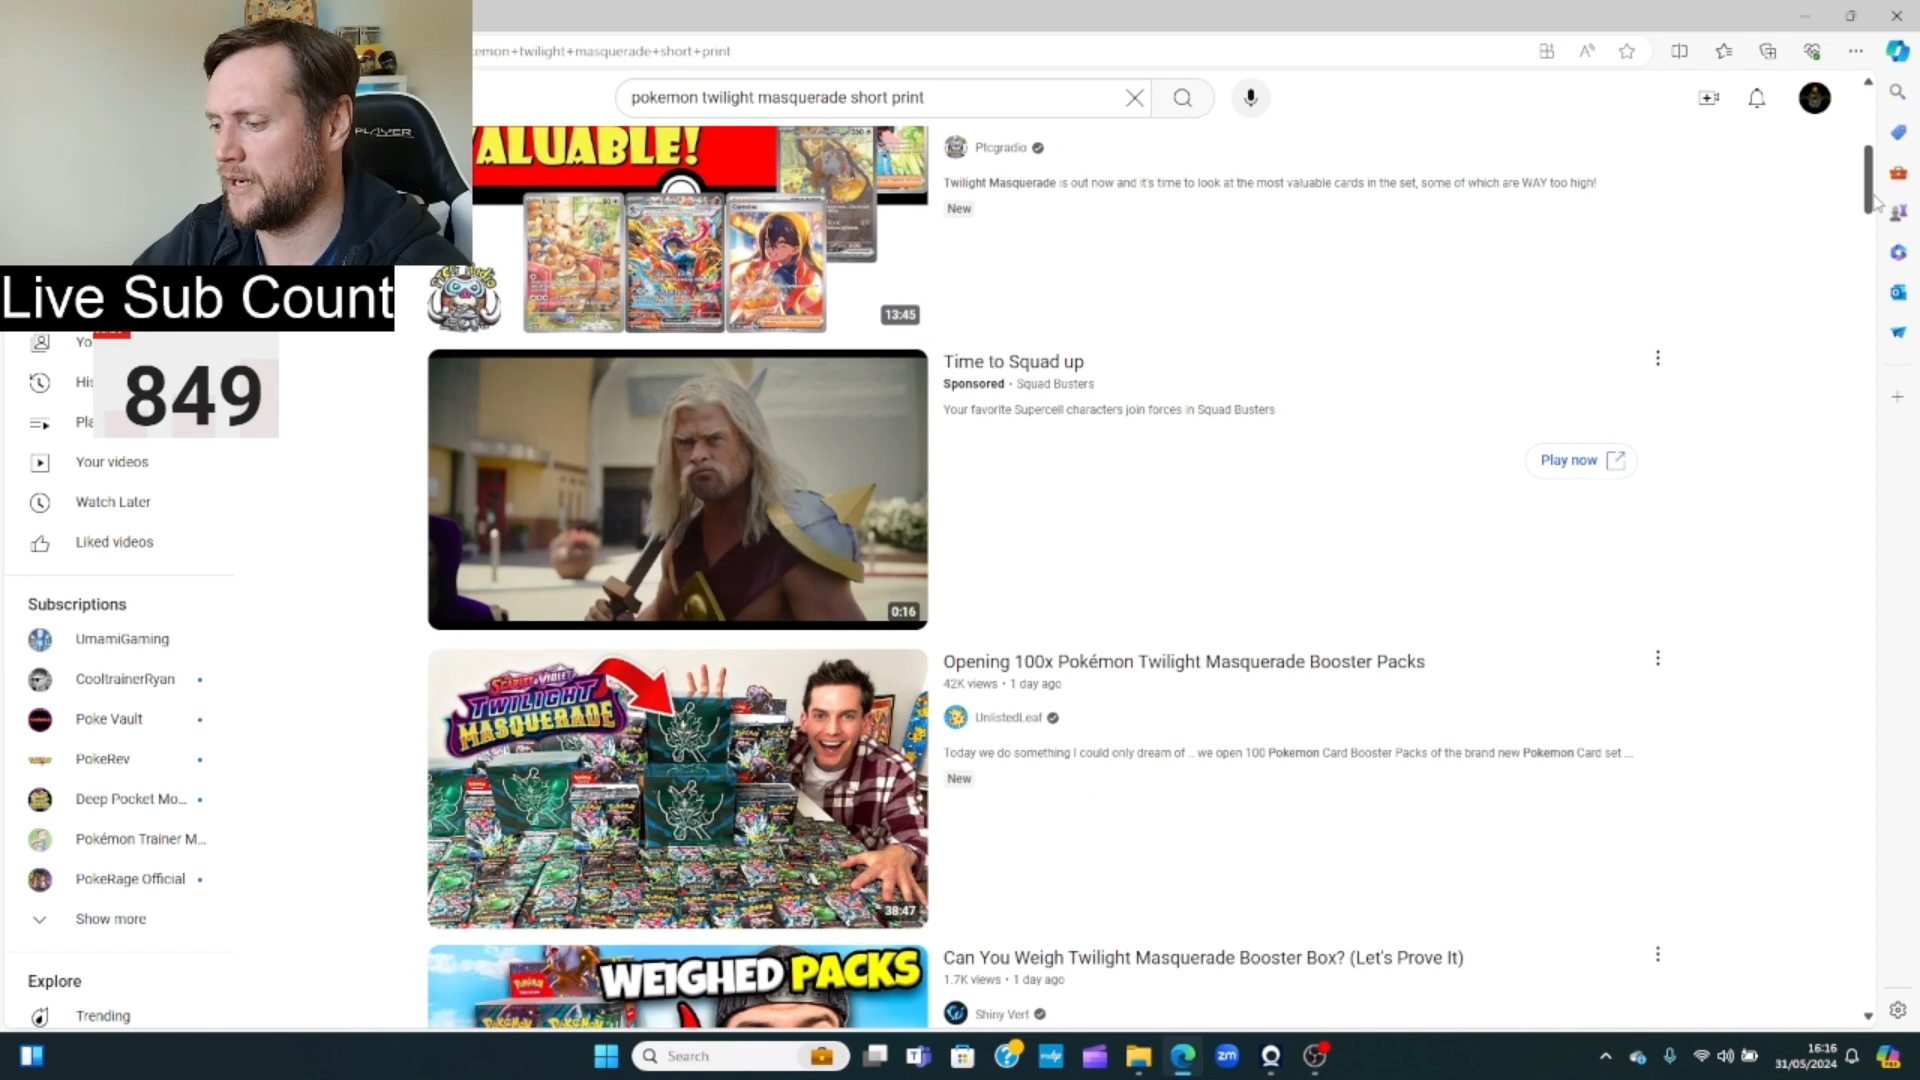 emon+twilight+masquerade+short+print
pokemon twilight masquerade short print
PLAYER
ALUABLE!
Ptcgradio
Twilight Masquerade is out now and it's time to look at the most valuable cards in the set, some of which are WAY too high!
New
13:45
Live Sub Count
849
Yo
His
Pla
Your videos
Watch Later
Liked videos
Time to Squad up
Sponsored • Squad Busters
Your favorite Supercell characters join forces in Squad Busters
Play now
0:16
Subscriptions
UmamiGaming
CooltrainerRyan
Poke Vault
PokeRev
Deep Pocket Mo...
Pokémon Trainer M...
PokeRage Official
Show more
SCARLET & VIOLET
TWILIGHT
MASQUERADE
38:47
Opening 100x Pokémon Twilight Masquerade Booster Packs
42K views • 1 day ago
UnlistedLeaf
Today we do something I could only dream of ... we open 100 Pokemon Card Booster Packs of the brand new Pokemon Card set ...
New
Explore
Trending
WEIGHED PACKS
Can You Weigh Twilight Masquerade Booster Box? (Let's Prove It)
1.7K views • 1 day ago
Shiny Vert
Search
zm
16:16
31/05/2024